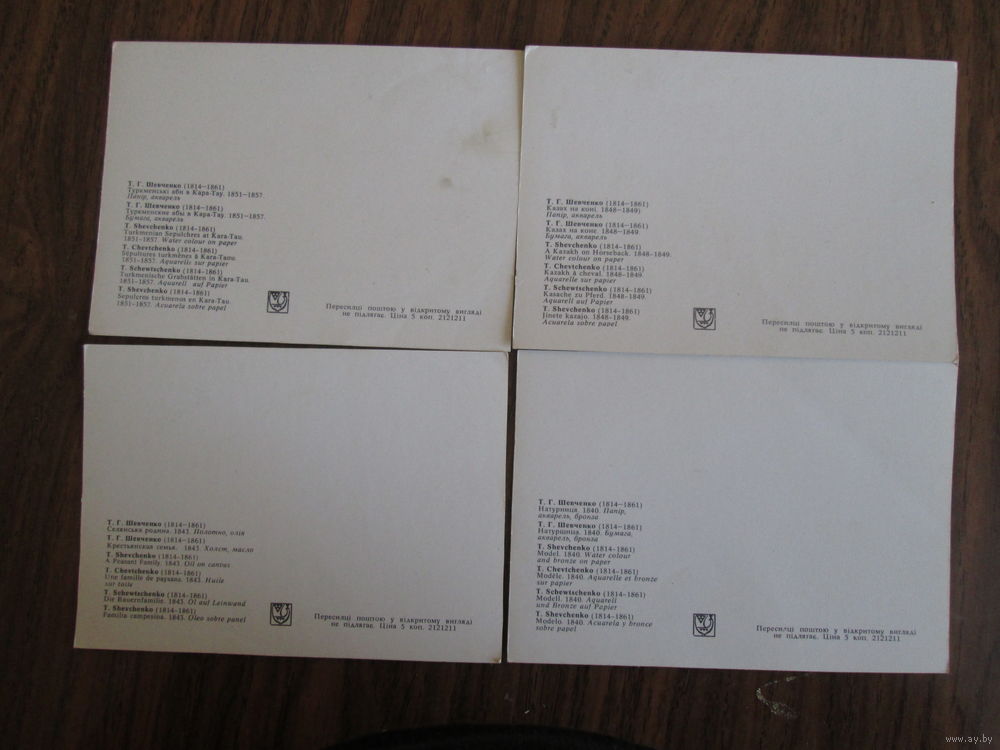 Т. Г. Шевченко (1814—1861)
Туркменські аби в Кара-Тау. 1851—1857.
Папір, акварель
Т. Г. Шевченко (1814—1861)
Туркменские абы в Кара-Тау. 1851—1857.
Бумага, акварель
T. Shevchenko (1814-1861)
Turkmenian Sepulchres at Kara-Tau.
1851-1857. Water colour on paper
T. Chevtchenko (1814-1861)
Sépultures turkmènes à Kara-Taou.
1851-1857. Aquarelle sur papier
T. Schewtschenko (1814-1861)
Turkmenische Grabstätten in Kara-Tau.
1851-1857. Aquarell auf Papier
T. Shevchenko (1814-1861)
Sepulcros turkmenos en Kara-Tau.
1851-1857. Acuarela sobre papel
Пересилці поштою у відкритому вигляді
не підлягає. Ціна 5 коп. 2121211
Т. Г. Шевченко (1814—1861)
Казах на коні. 1848—1849)
Папір, акварель
Т. Г. Шевченко (1814—1861)
Казах на коне. 1848—1849.
Бумага, акварель
T. Shevchenko (1814-1861)
A Kazakh on Horseback. 1848-1849.
Water colour on paper
T. Chevtchenko (1814-1861)
Kazakh à cheval. 1848-1849.
Aquarelle sur papier
T. Schewtschenko (1814-1861)
Kasache zu Pferd. 1848-1849.
Aquarell auf Papier
T. Shevchenko (1814-1861)
Jinete kazajo. 1848-1849.
Acuarela sobre papel
Пересилці поштою у відкритому вигляді
не підлягає. Ціна 5 коп. 2121211
Т. Г. Шевченко (1814—1861)
Селянська родина. 1843. Полотно, олія
Т. Г. Шевченко (1814—1861)
Крестьянская семья. 1843. Холст, масло
T. Shevchenko (1814-1861)
A Peasant Family. 1843. Oil on canvas
T. Chevtchenko (1814-1861)
Une famille de paysans. 1843. Huile
sur toile
T. Schewtschenko (1814-1861)
Die Bauernfamilie. 1843. Öl auf Leinwand
T. Shevchenko (1814-1861)
Familia campesina. 1843. Oleo sobre panel
Пересилці поштою у відкритому вигляді
не підлягає. Ціна 5 коп. 2121211
Т. Г. Шевченко (1814—1861)
Натурниця. 1840. Папір,
акварель, бронза
Т. Г. Шевченко (1814—1861)
Натурщица. 1840. Бумага,
акварель, бронза
T. Shevchenko (1814-1861)
Model. 1840. Water colour
and bronze on paper
T. Chevtchenko (1814-1861)
Modèle. 1840. Aquarelle et bronze
sur papier
T. Schewtschenko (1814-1861)
Modell. 1840. Aquarell
und Bronze auf Papier
T. Shevchenko (1814-1861)
Modelo. 1840. Acuarela y bronce
sobre papel
Пересилці поштою у відкритому вигляді
не підлягає. Ціна 5 коп. 2121211
www.ay.by